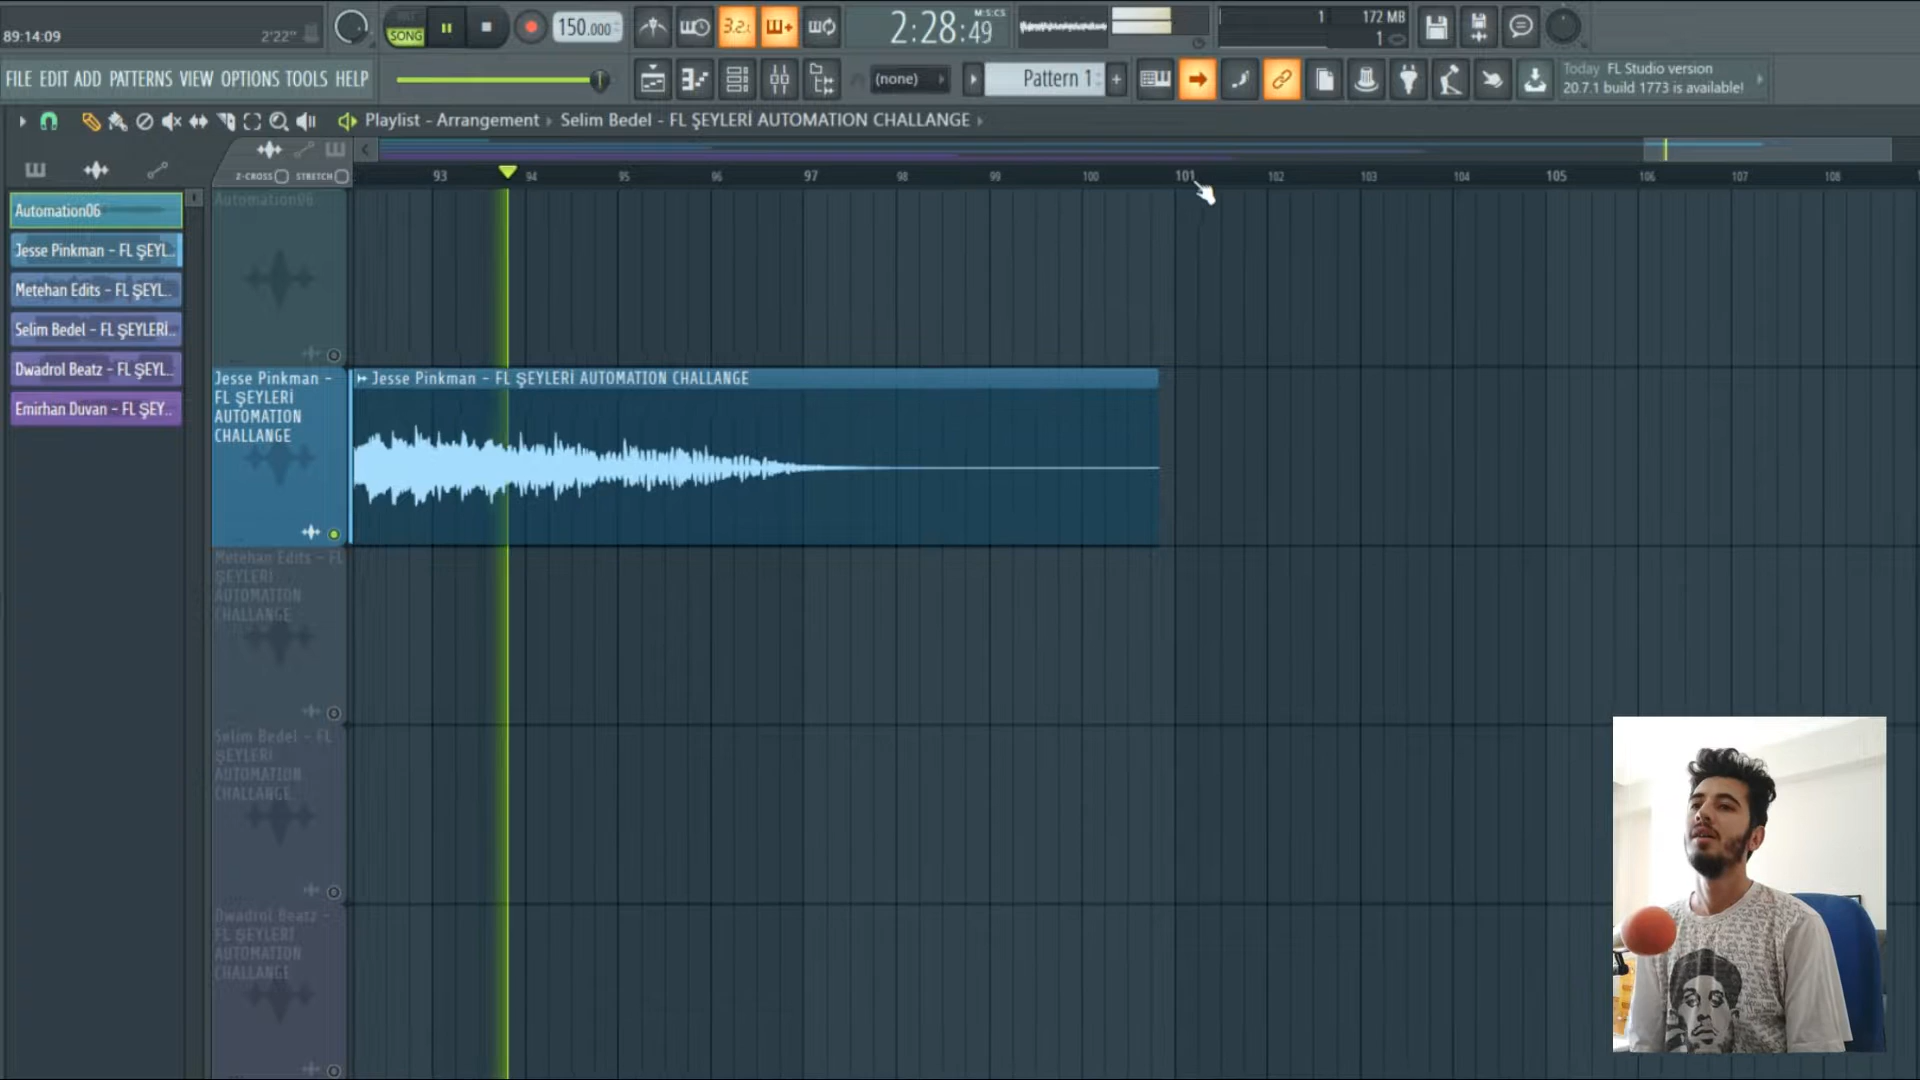 89:14:09
2'22"
SONG
150.000
3.2.
2:28:49
M:S:CS
1
172 MB
1
FILE EDIT ADD PATTERNS VIEW OPTIONS TOOLS HELP
(none)
Pattern 1
Today FL Studio version
20.7.1 build 1773 is available!
Playlist - Arrangement › Selim Bedel - FL ŞEYLERİ AUTOMATION CHALLANGE ›
Z-CROSS STRETCH
93 94 95 96 97 98 99 100 101 102 103 104 105 106 107 108
Automation06
Jesse Pinkman - FL ŞEYL..
Metehan Edits - FL ŞEYL..
Selim Bedel - FL ŞEYLERİ..
Dwadrol Beatz - FL ŞEYL..
Emirhan Duvan - FL ŞEY..
Automation06
Jesse Pinkman -
FL ŞEYLERİ
AUTOMATION
CHALLANGE
Jesse Pinkman - FL ŞEYLERİ AUTOMATION CHALLANGE
Metehan Edits - FL
ŞEYLERİ
AUTOMATION
CHALLANGE
Selim Bedel - FL
ŞEYLERİ
AUTOMATION
CHALLANGE
Dwadrol Beatz -
FL ŞEYLERİ
AUTOMATION
CHALLANGE